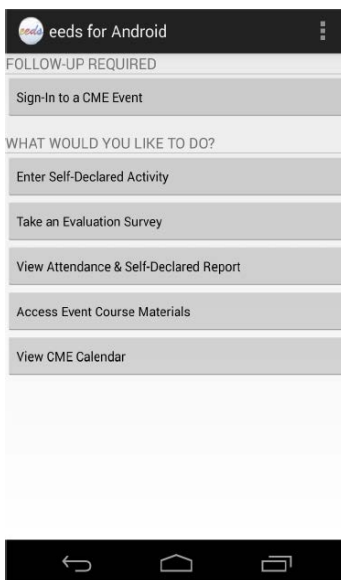 eeds
eeds for Android
FOLLOW-UP REQUIRED
Sign-In to a CME Event
WHAT WOULD YOU LIKE TO DO?
Enter Self-Declared Activity
Take an Evaluation Survey
View Attendance & Self-Declared Report
Access Event Course Materials
View CME Calendar